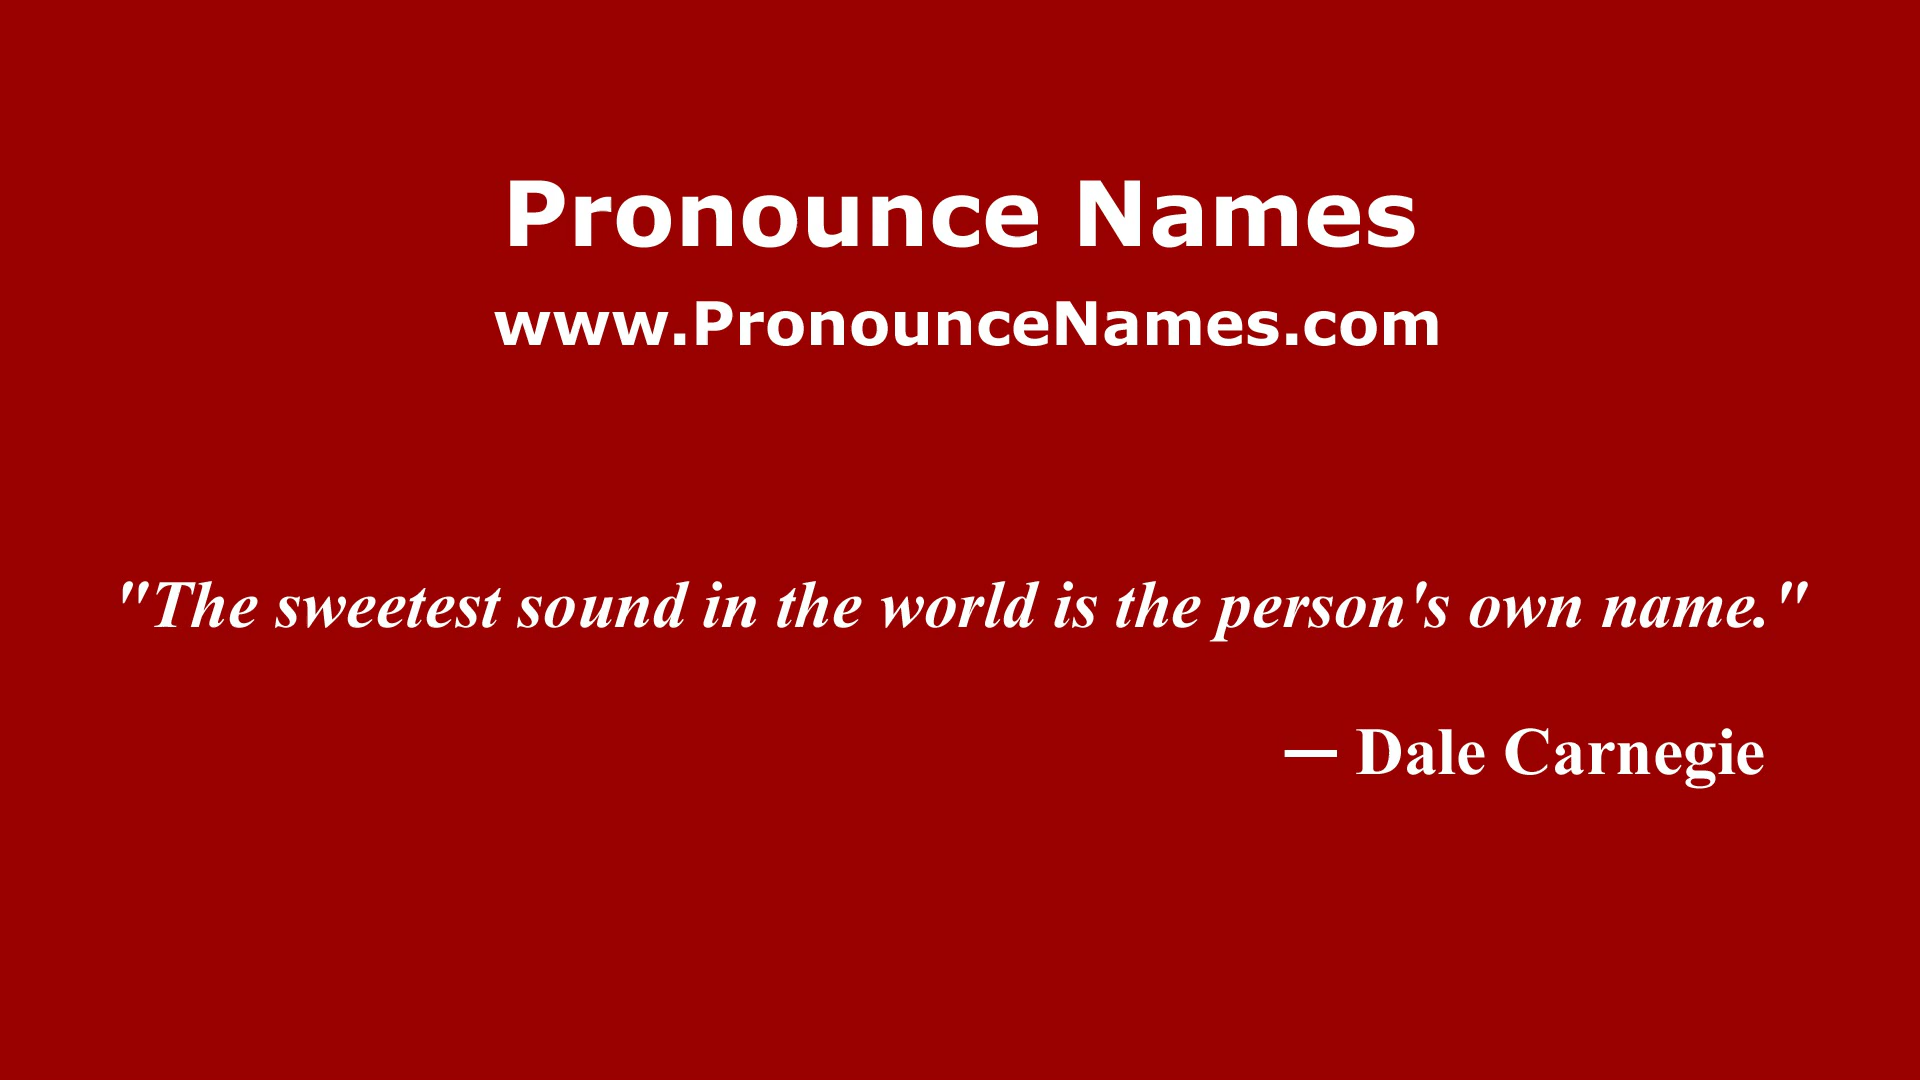 Pronounce Names
www.PronounceNames.com
"The sweetest sound in the world is the person's own name."
— Dale Carnegie